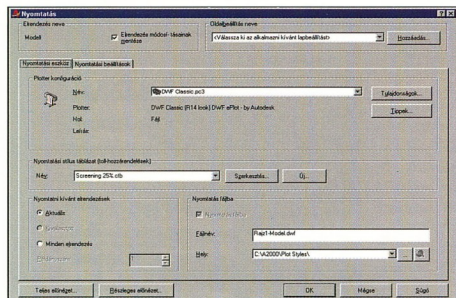 Nyomtatás
Elrendezés neve
Modell
Elrendezés módosí- tásainak mentése
Oldalbeállítás neve
<Válassza ki az alkalmazni kívánt lapbeállítást>
Hozzáadás...
Nyomtatási eszköz
Nyomtatási beállítások
Plotter konfiguráció
Név:
DWF Classic.pc3
Tulajdonságok...
Plotter:
DWF Classic (R14 look) DWF ePlot - by Autodesk
Tippek...
Hol:
Fájl
Leírás:
Nyomtatási stílus táblázat (toll-hozzárendelések)
Név:
Screening 25%.ctb
Szerkesztés...
Új...
Nyomtatni kívánt elrendezések
Aktuális
Kiválasztott
Minden elrendezés
Példányszám:
1
Nyomtatás fájlba
Nyomtatás fájlba
Fájlnév:
Rajz1-Model.dwf
Hely:
C:\A2000\Plot Styles\
...
Teljes előnézet...
Részleges előnézet...
OK
Mégse
Súgó